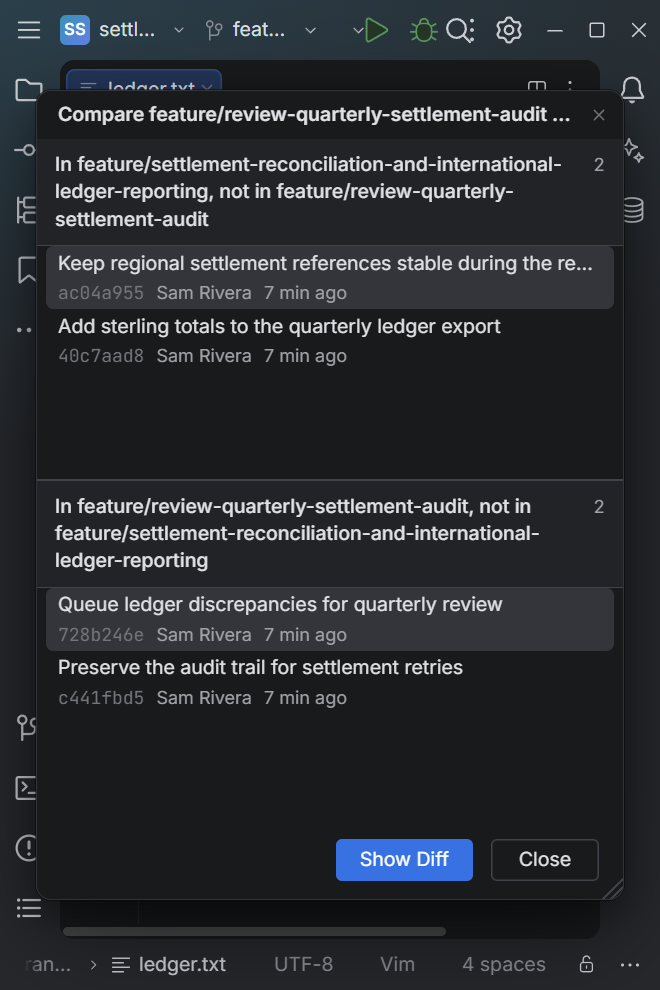 SS settl... feat...
ledger.txt
Compare feature/review-quarterly-settlement-audit ...
In feature/settlement-reconciliation-and-international-
ledger-reporting, not in feature/review-quarterly-
settlement-audit
2
Keep regional settlement references stable during the re...
ac04a955 Sam Rivera 7 min ago
Add sterling totals to the quarterly ledger export
40c7aad8 Sam Rivera 7 min ago
In feature/review-quarterly-settlement-audit, not in
feature/settlement-reconciliation-and-international-
ledger-reporting
2
Queue ledger discrepancies for quarterly review
728b246e Sam Rivera 7 min ago
Preserve the audit trail for settlement retries
c441fbd5 Sam Rivera 7 min ago
Show Diff Close
ran... ledger.txt UTF-8 Vim 4 spaces